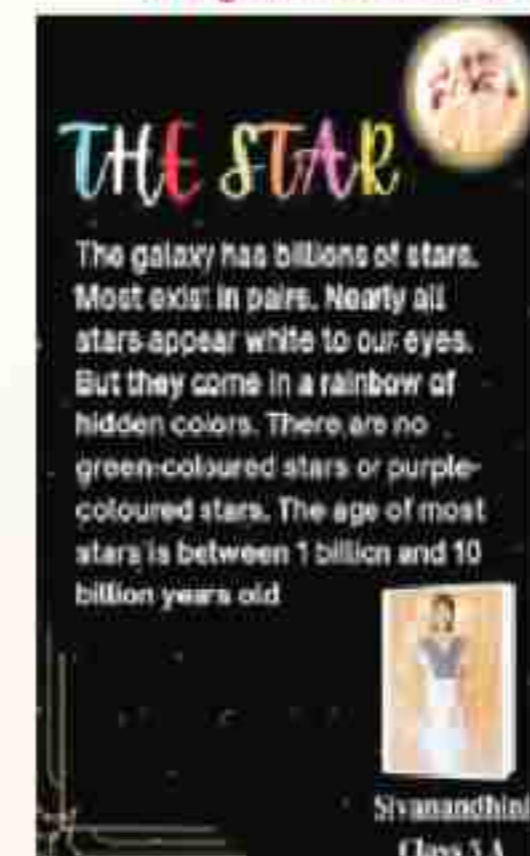 THE STAR
The galaxy has billions of stars.
Most exist in pairs. Nearly all
stars appear white to our eyes.
But they come in a rainbow of
hidden colors. There are no
green-coloured stars or purple-
coloured stars. The age of most
stars is between 1 billion and 10
billion years old
Sivanandhini
Class 5 A